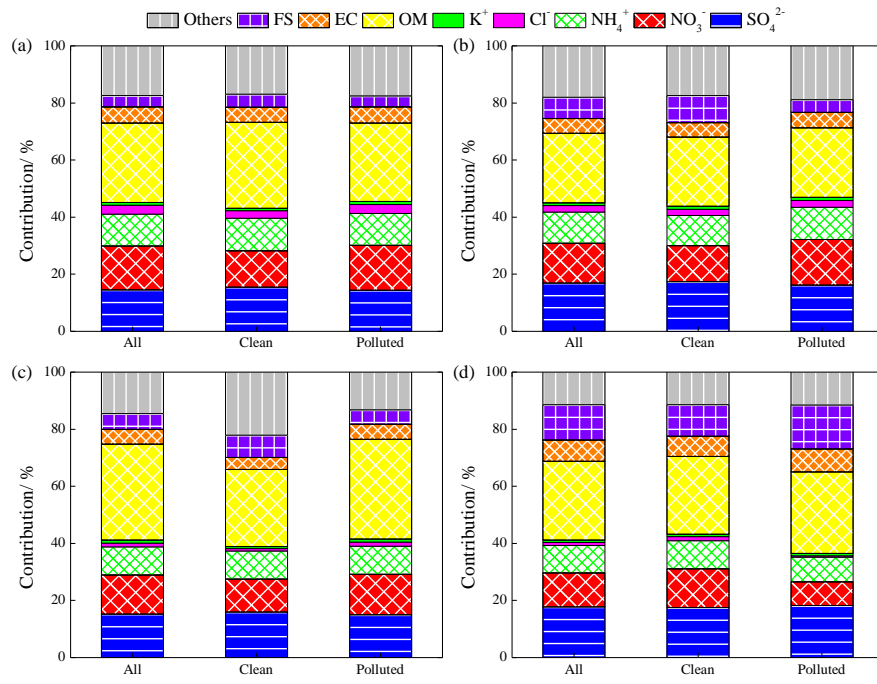 Others FS EC OM K⁺ Cl⁻ NH₄⁺ NO₃⁻ SO₄²⁻
(a)
100
80
60
40
20
0
Contribution/ %
All Clean Polluted
(b)
100
80
60
40
20
0
Contribution/ %
All Clean Polluted
(c)
100
80
60
40
20
0
Contribution/ %
All Clean Polluted
(d)
100
80
60
40
20
0
Contribution/ %
All Clean Polluted